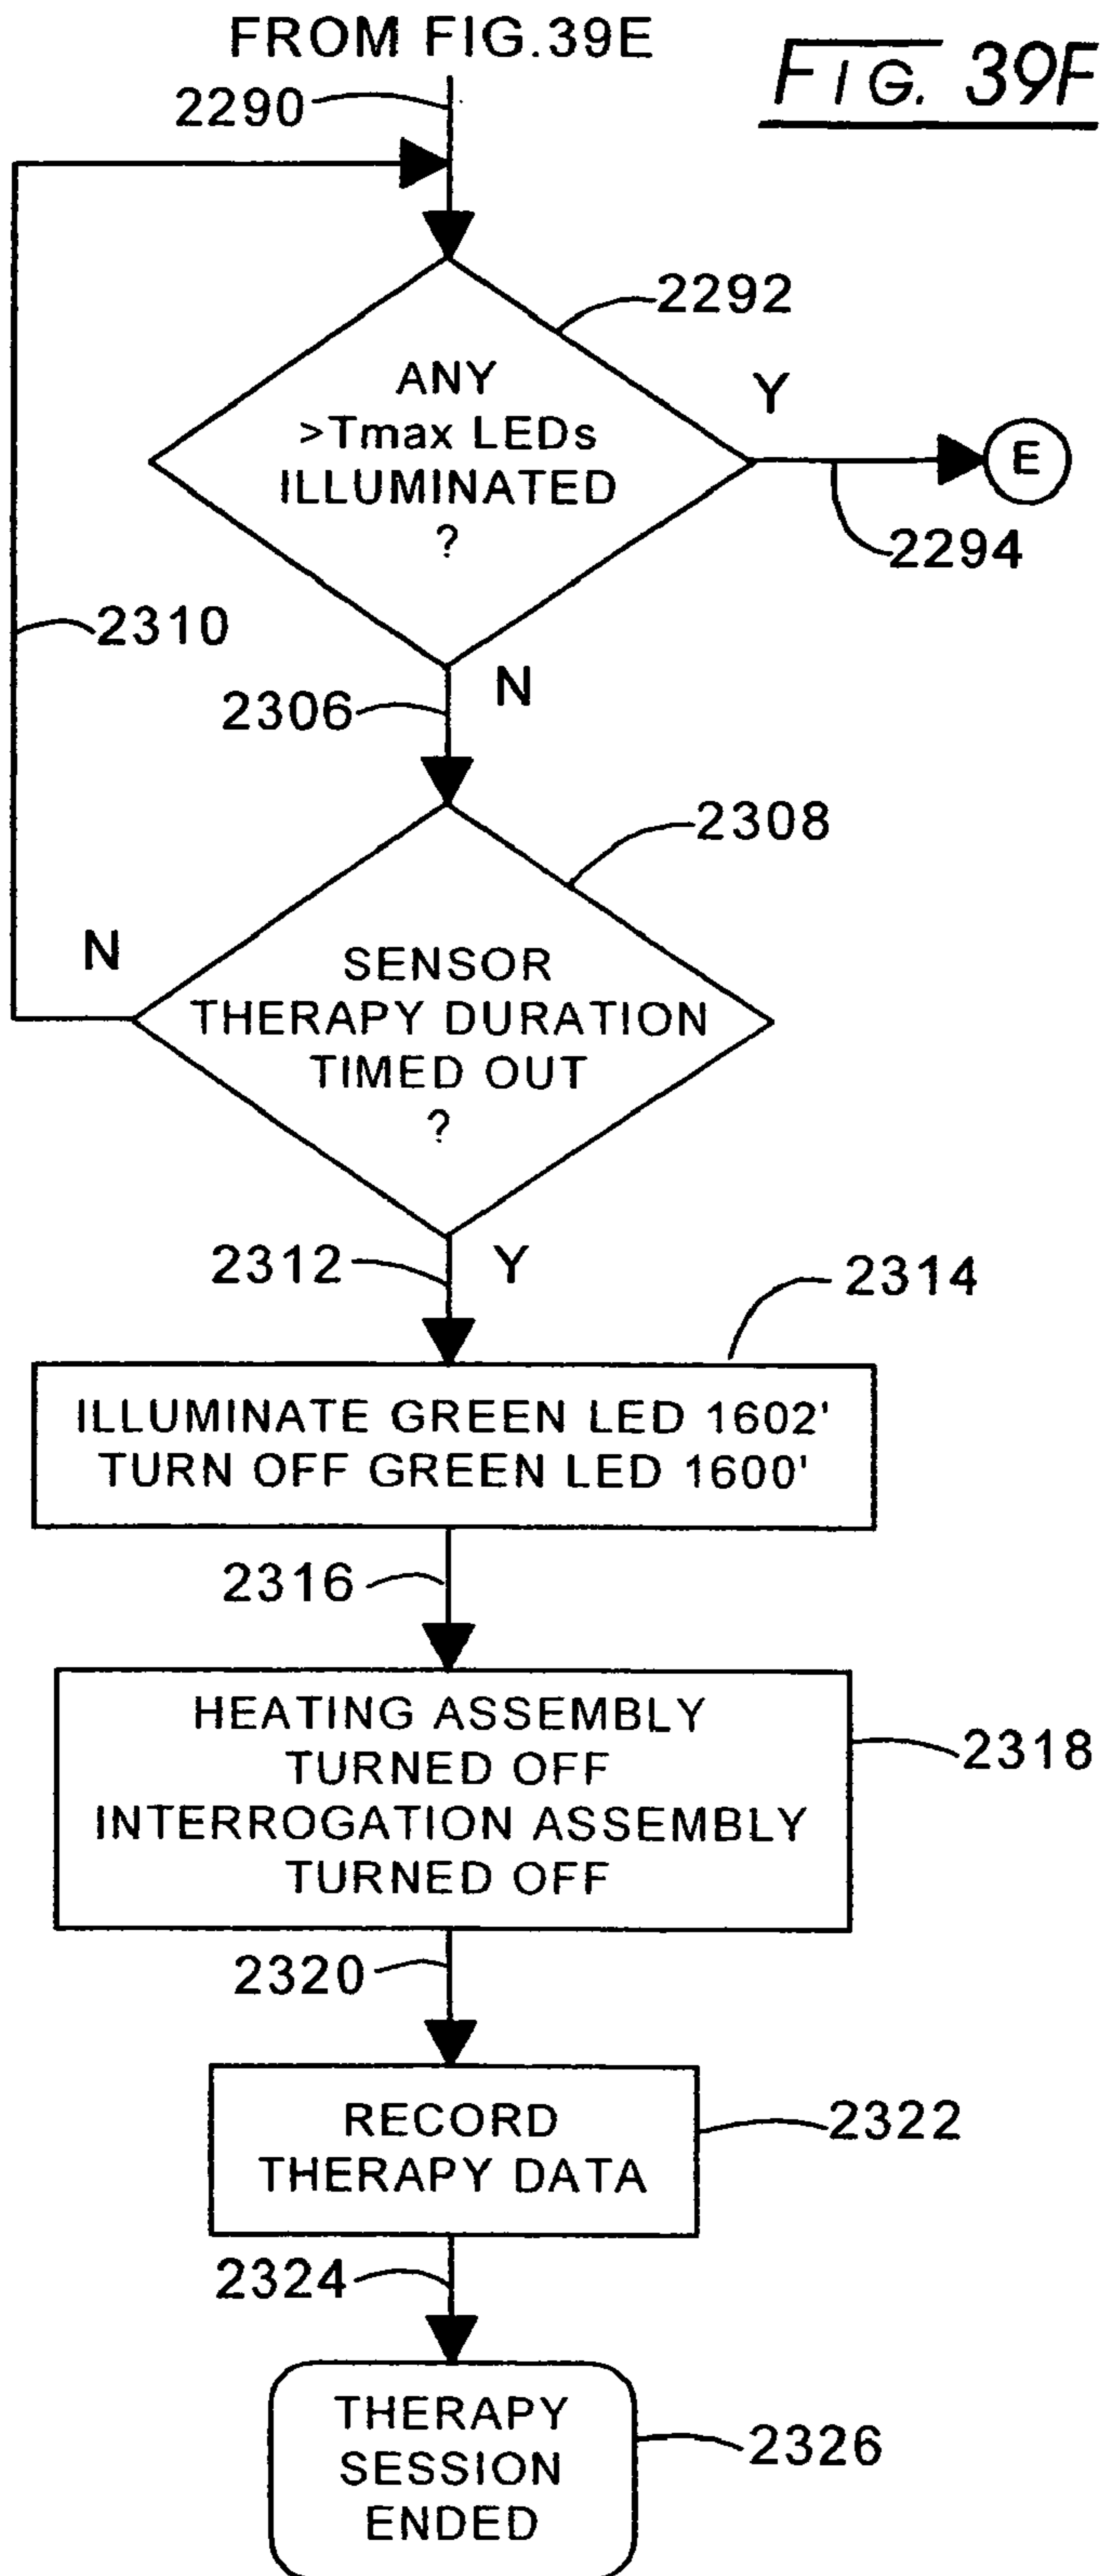 FROM FIG.39E
FIG. 39F
2290
2292
ANY
>Tmax LEDs
ILLUMINATED
?
Y
E
2294
2310
N
2306
2308
SENSOR
THERAPY DURATION
TIMED OUT
?
N
2312
Y
2314
ILLUMINATE GREEN LED 1602'
TURN OFF GREEN LED 1600'
2316
HEATING ASSEMBLY
TURNED OFF
INTERROGATION ASSEMBLY
TURNED OFF
2318
2320
RECORD
THERAPY DATA
2322
2324
THERAPY
SESSION
ENDED
2326